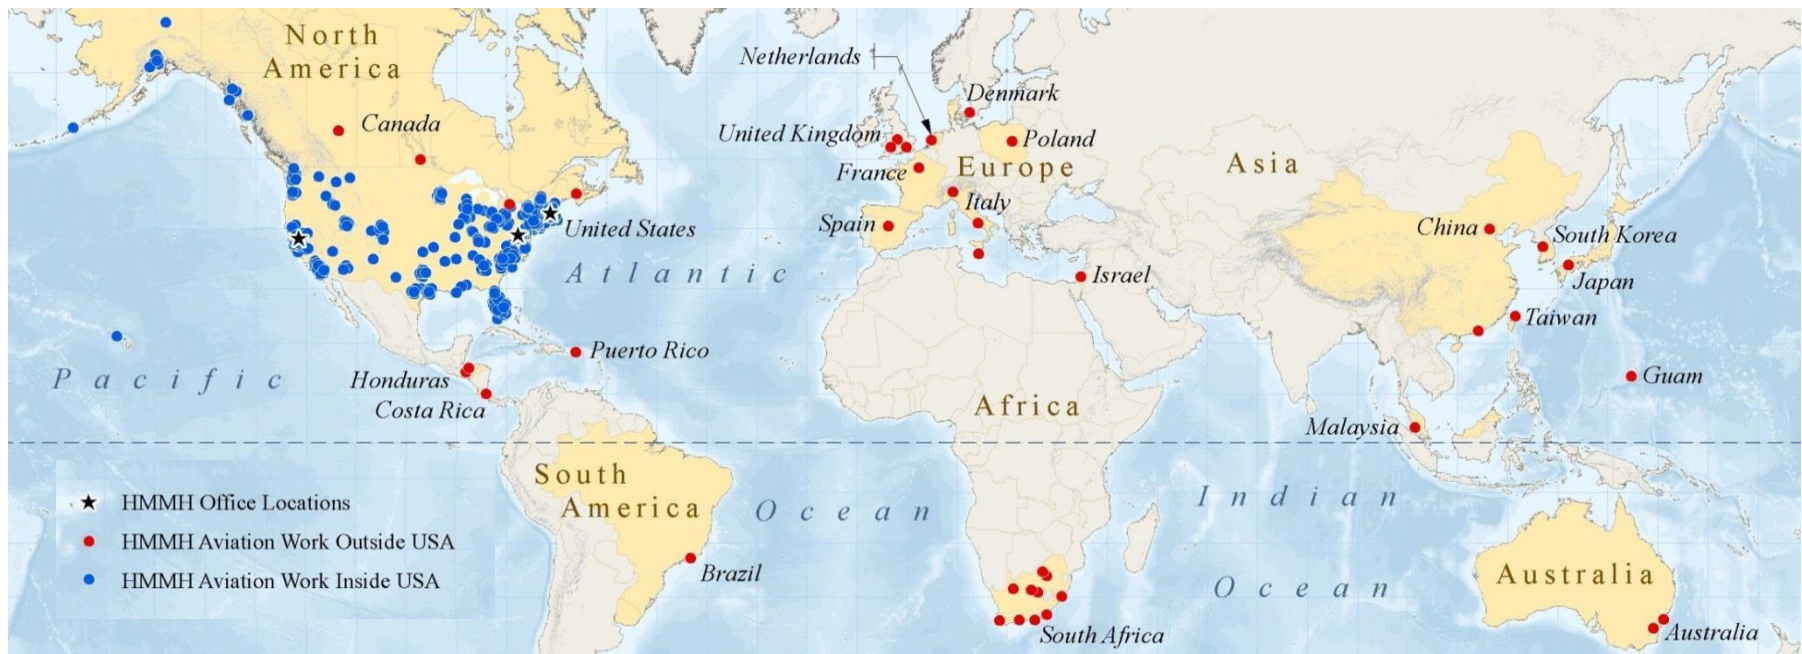 North
America
Netherlands
Denmark
Canada
United Kingdom
Poland
France
Europe
Asia
Italy
Spain
United States
China
South Korea
Atlantic
Israel
Japan
Taiwan
Puerto Rico
Pacific
Honduras
Costa Rica
Guam
Africa
Malaysia
South
America
Indian
Ocean
HMMH Office Locations
HMMH Aviation Work Outside USA
HMMH Aviation Work Inside USA
Brazil
Australia
Ocean
South Africa
Australia